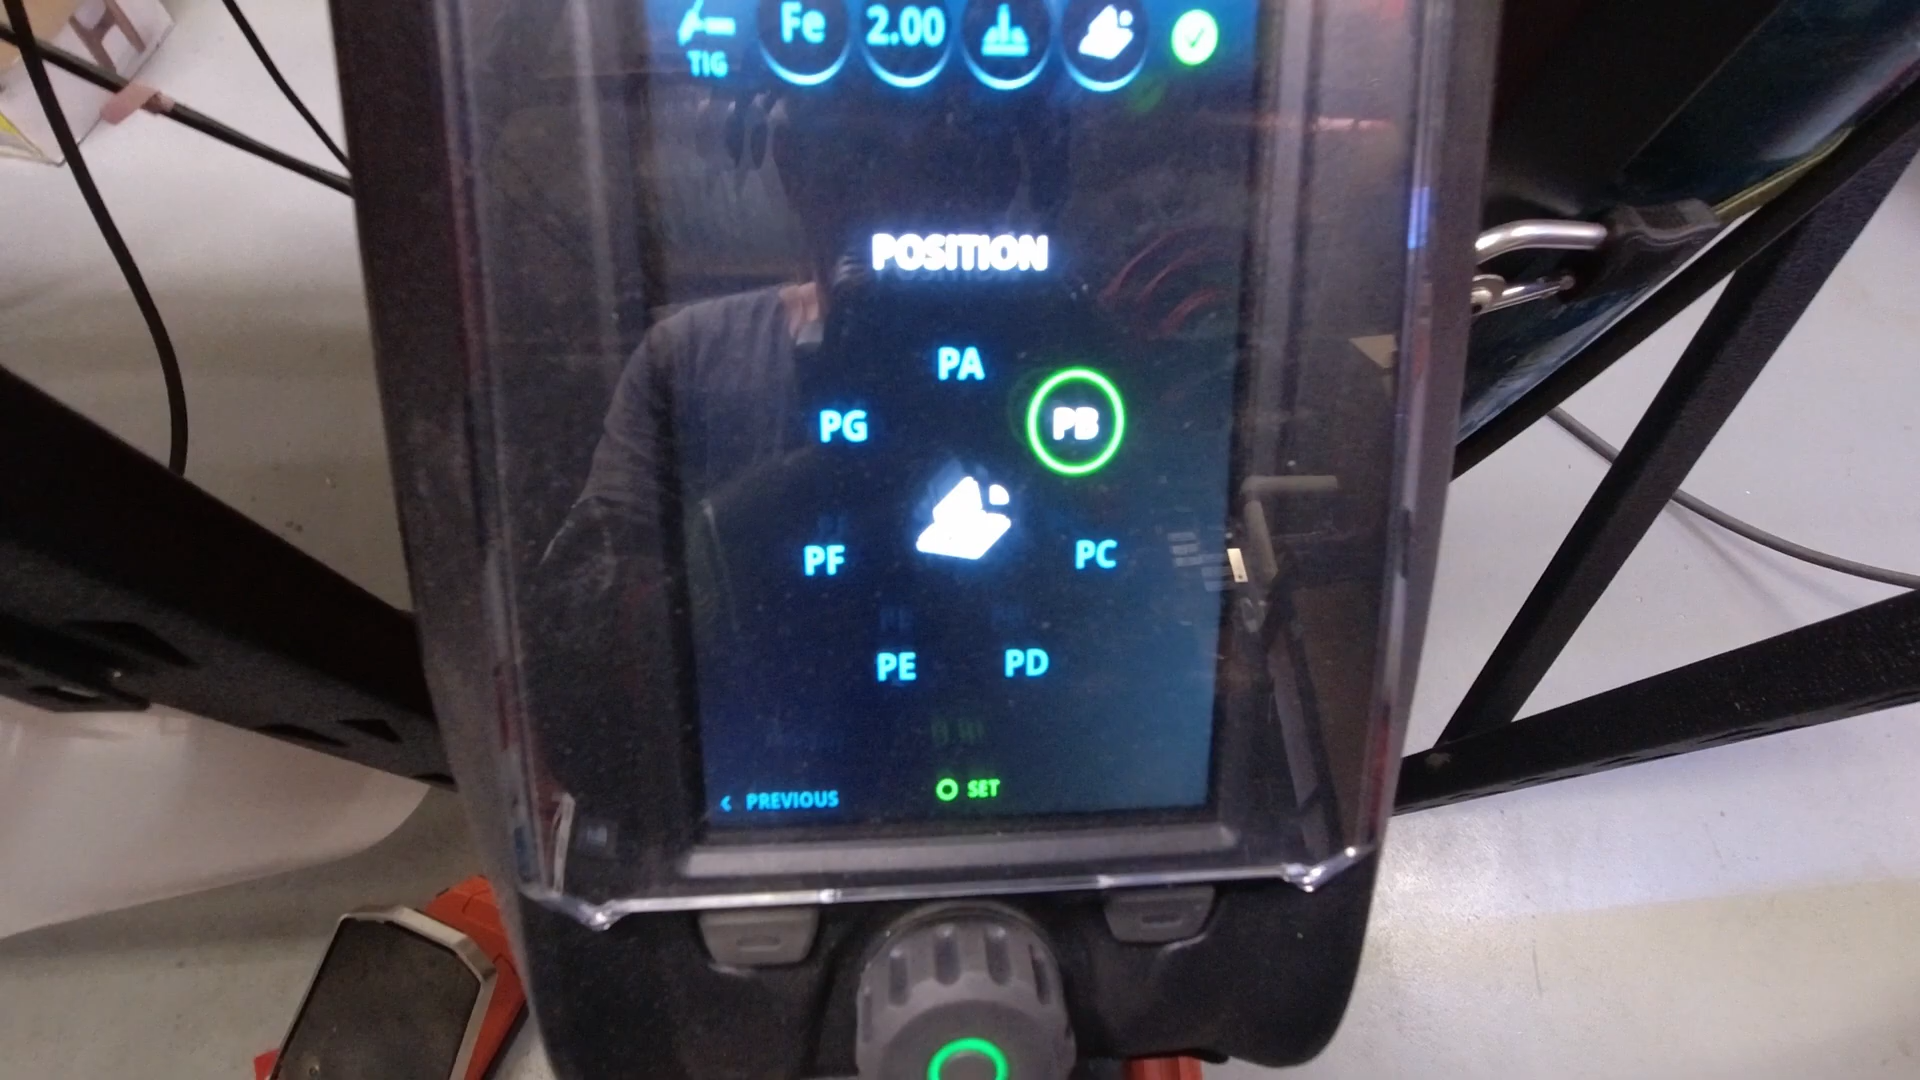 TIG Fe 2.00
POSITION
PA
PG PB
PF PC
PE PD
PREVIOUS SET